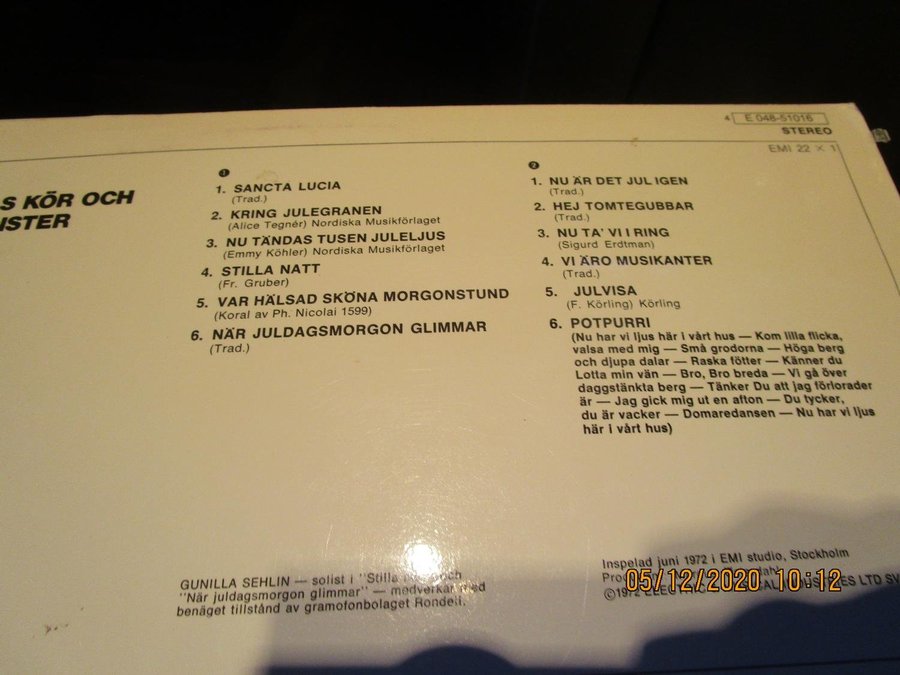 4 E 048-51016
STEREO
EMI 22 × 1
S KÖR OCH
ISTER
1
1. SANCTA LUCIA
(Trad.)
2. KRING JULEGRANEN
(Alice Tegnér) Nordiska Musikförlaget
3. NU TÄNDAS TUSEN JULELJUS
(Emmy Köhler) Nordiska Musikförlaget
4. STILLA NATT
(Fr. Gruber)
5. VAR HÄLSAD SKÖNA MORGONSTUND
(Koral av Ph. Nicolai 1599)
6. NÄR JULDAGSMORGON GLIMMAR
(Trad.)
2
1. NU ÄR DET JUL IGEN
(Trad.)
2. HEJ TOMTEGUBBAR
(Trad.)
3. NU TA' VI I RING
(Sigurd Erdtman)
4. VI ÄRO MUSIKANTER
(Trad.)
5. JULVISA
(F. Körling) Körling
6. POTPURRI
(Nu har vi ljus här i vårt hus — Kom lilla flicka,
valsa med mig — Små grodorna — Höga berg
och djupa dalar — Raska fötter — Känner du
Lotta min vän — Bro, Bro breda — Vi gå över
daggstänkta berg — Tänker Du att jag förlorader
är — Jag gick mig ut en afton — Du tycker,
du är vacker — Domaredansen — Nu har vi ljus
här i vårt hus)
GUNILLA SEHLIN — solist i "Stilla och
"När juldagsmorgon glimmar" — medverkar med
benäget tillstånd av gramofonbolaget Rondell.
Inspelad juni 1972 i EMI studio, Stockholm
©1972 LTD
05/12/2020 10:12